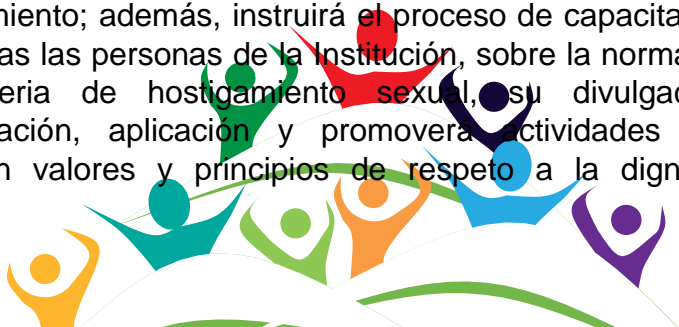 miento; además, instruirá el proceso de capacita
as las personas de la Institución, sobre la norma
eria de hostigamiento sexual, su divulgac
ación, aplicación y promoverá actividades
n valores y principios de respeto a la dign